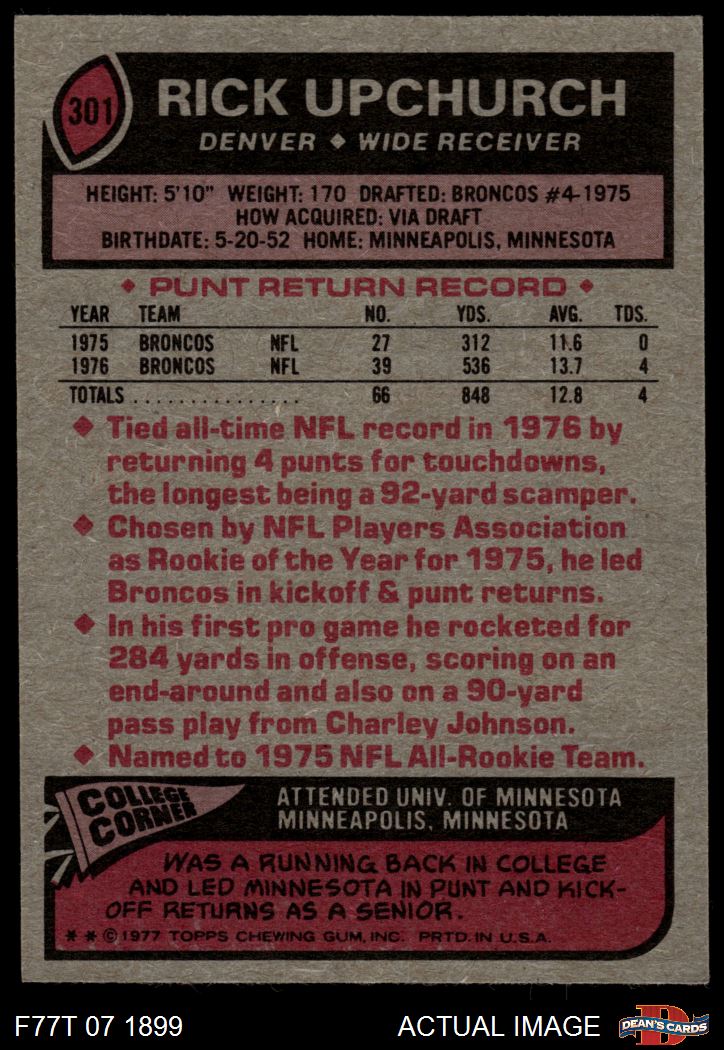 301
RICK UPCHURCH
DENVER ◆ WIDE RECEIVER
HEIGHT: 5'10" WEIGHT: 170 DRAFTED: BRONCOS #4-1975
HOW ACQUIRED: VIA DRAFT
BIRTHDATE: 5-20-52 HOME: MINNEAPOLIS, MINNESOTA
◆ PUNT RETURN RECORD ◆
YEAR TEAM NO. YDS. AVG. TDS.
1975 BRONCOS NFL 27 312 11.6 0
1976 BRONCOS NFL 39 536 13.7 4
TOTALS ................ 66 848 12.8 4
◆ Tied all-time NFL record in 1976 by
returning 4 punts for touchdowns,
the longest being a 92-yard scamper.
◆ Chosen by NFL Players Association
as Rookie of the Year for 1975, he led
Broncos in kickoff & punt returns.
◆ In his first pro game he rocketed for
284 yards in offense, scoring on an
end-around and also on a 90-yard
pass play from Charley Johnson.
◆ Named to 1975 NFL All-Rookie Team.
COLLEGE
CORNER
ATTENDED UNIV. OF MINNESOTA
MINNEAPOLIS, MINNESOTA
WAS A RUNNING BACK IN COLLEGE
AND LED MINNESOTA IN PUNT AND KICK-
OFF RETURNS AS A SENIOR.
* * © 1977 TOPPS CHEWING GUM, INC. PRTD. IN U.S.A.
F77T 07 1899
ACTUAL IMAGE
D
DEAN'S CARDS